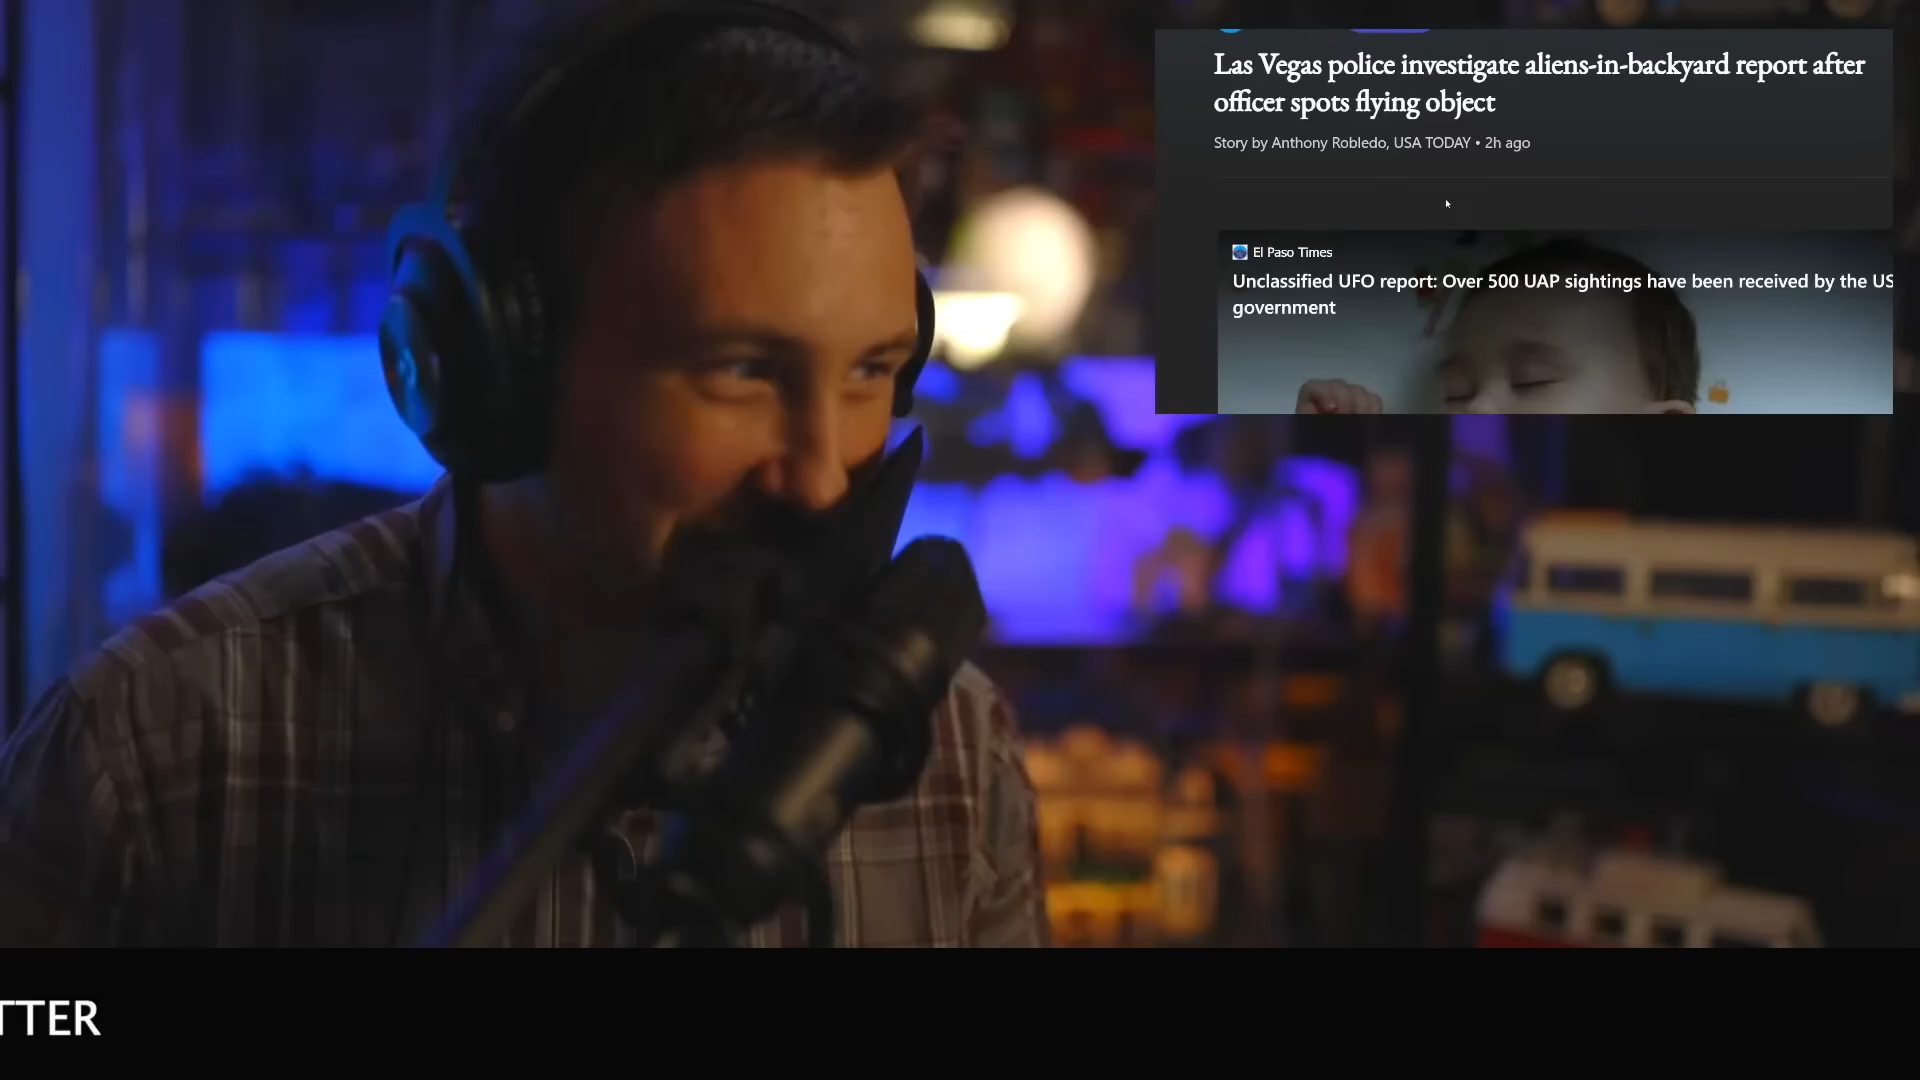 Las Vegas police investigate aliens-in-backyard report after
officer spots flying object
Story by Anthony Robledo, USA TODAY • 2h ago
El Paso Times
Unclassified UFO report: Over 500 UAP sightings have been received by the US
government
TTER